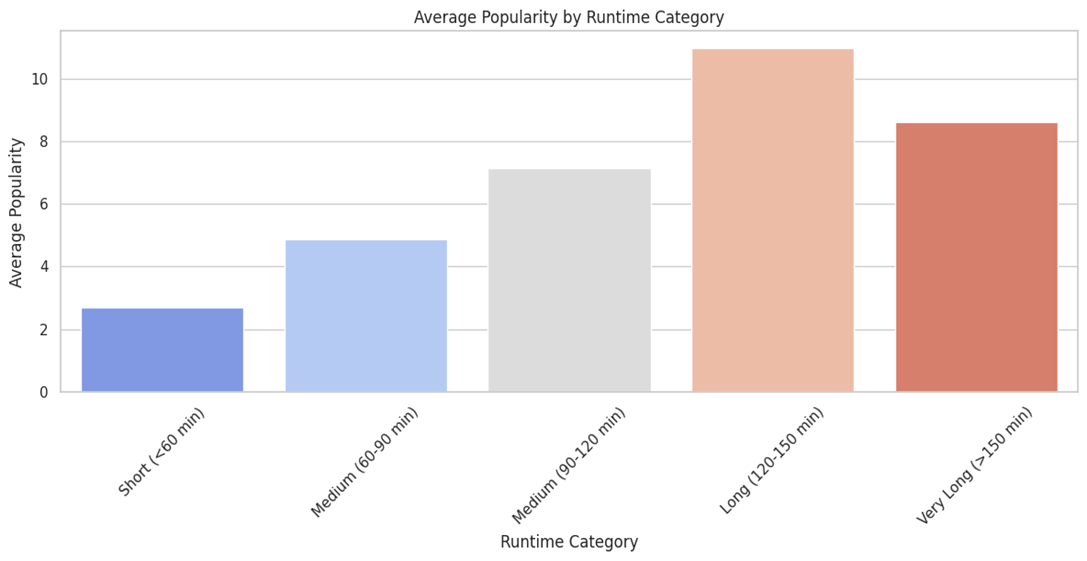 Average Popularity by Runtime Category
Average Popularity
10
8
6
4
2
0
Short (<60 min)
Medium (60-90 min)
Medium (90-120 min)
Long (120-150 min)
Very Long (>150 min)
Runtime Category